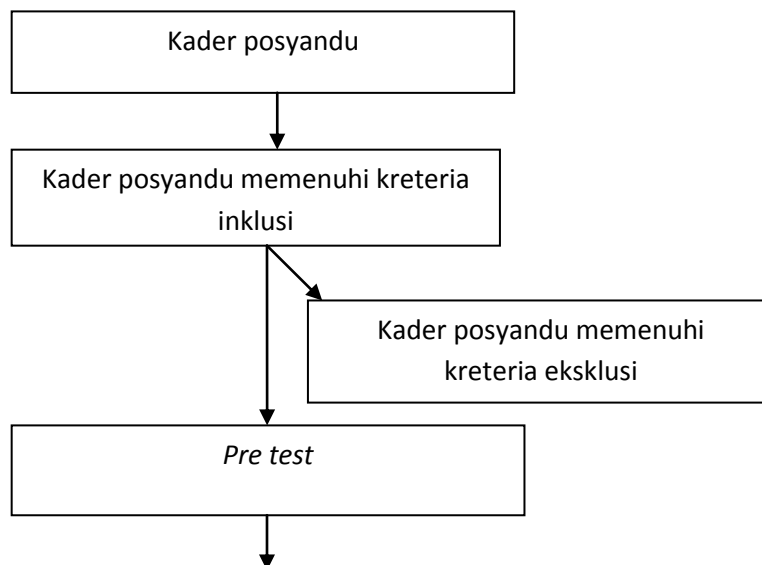 Kader posyandu
Kader posyandu memenuhi kreteria
inklusi
Kader posyandu memenuhi
kreteria eksklusi
Pre test